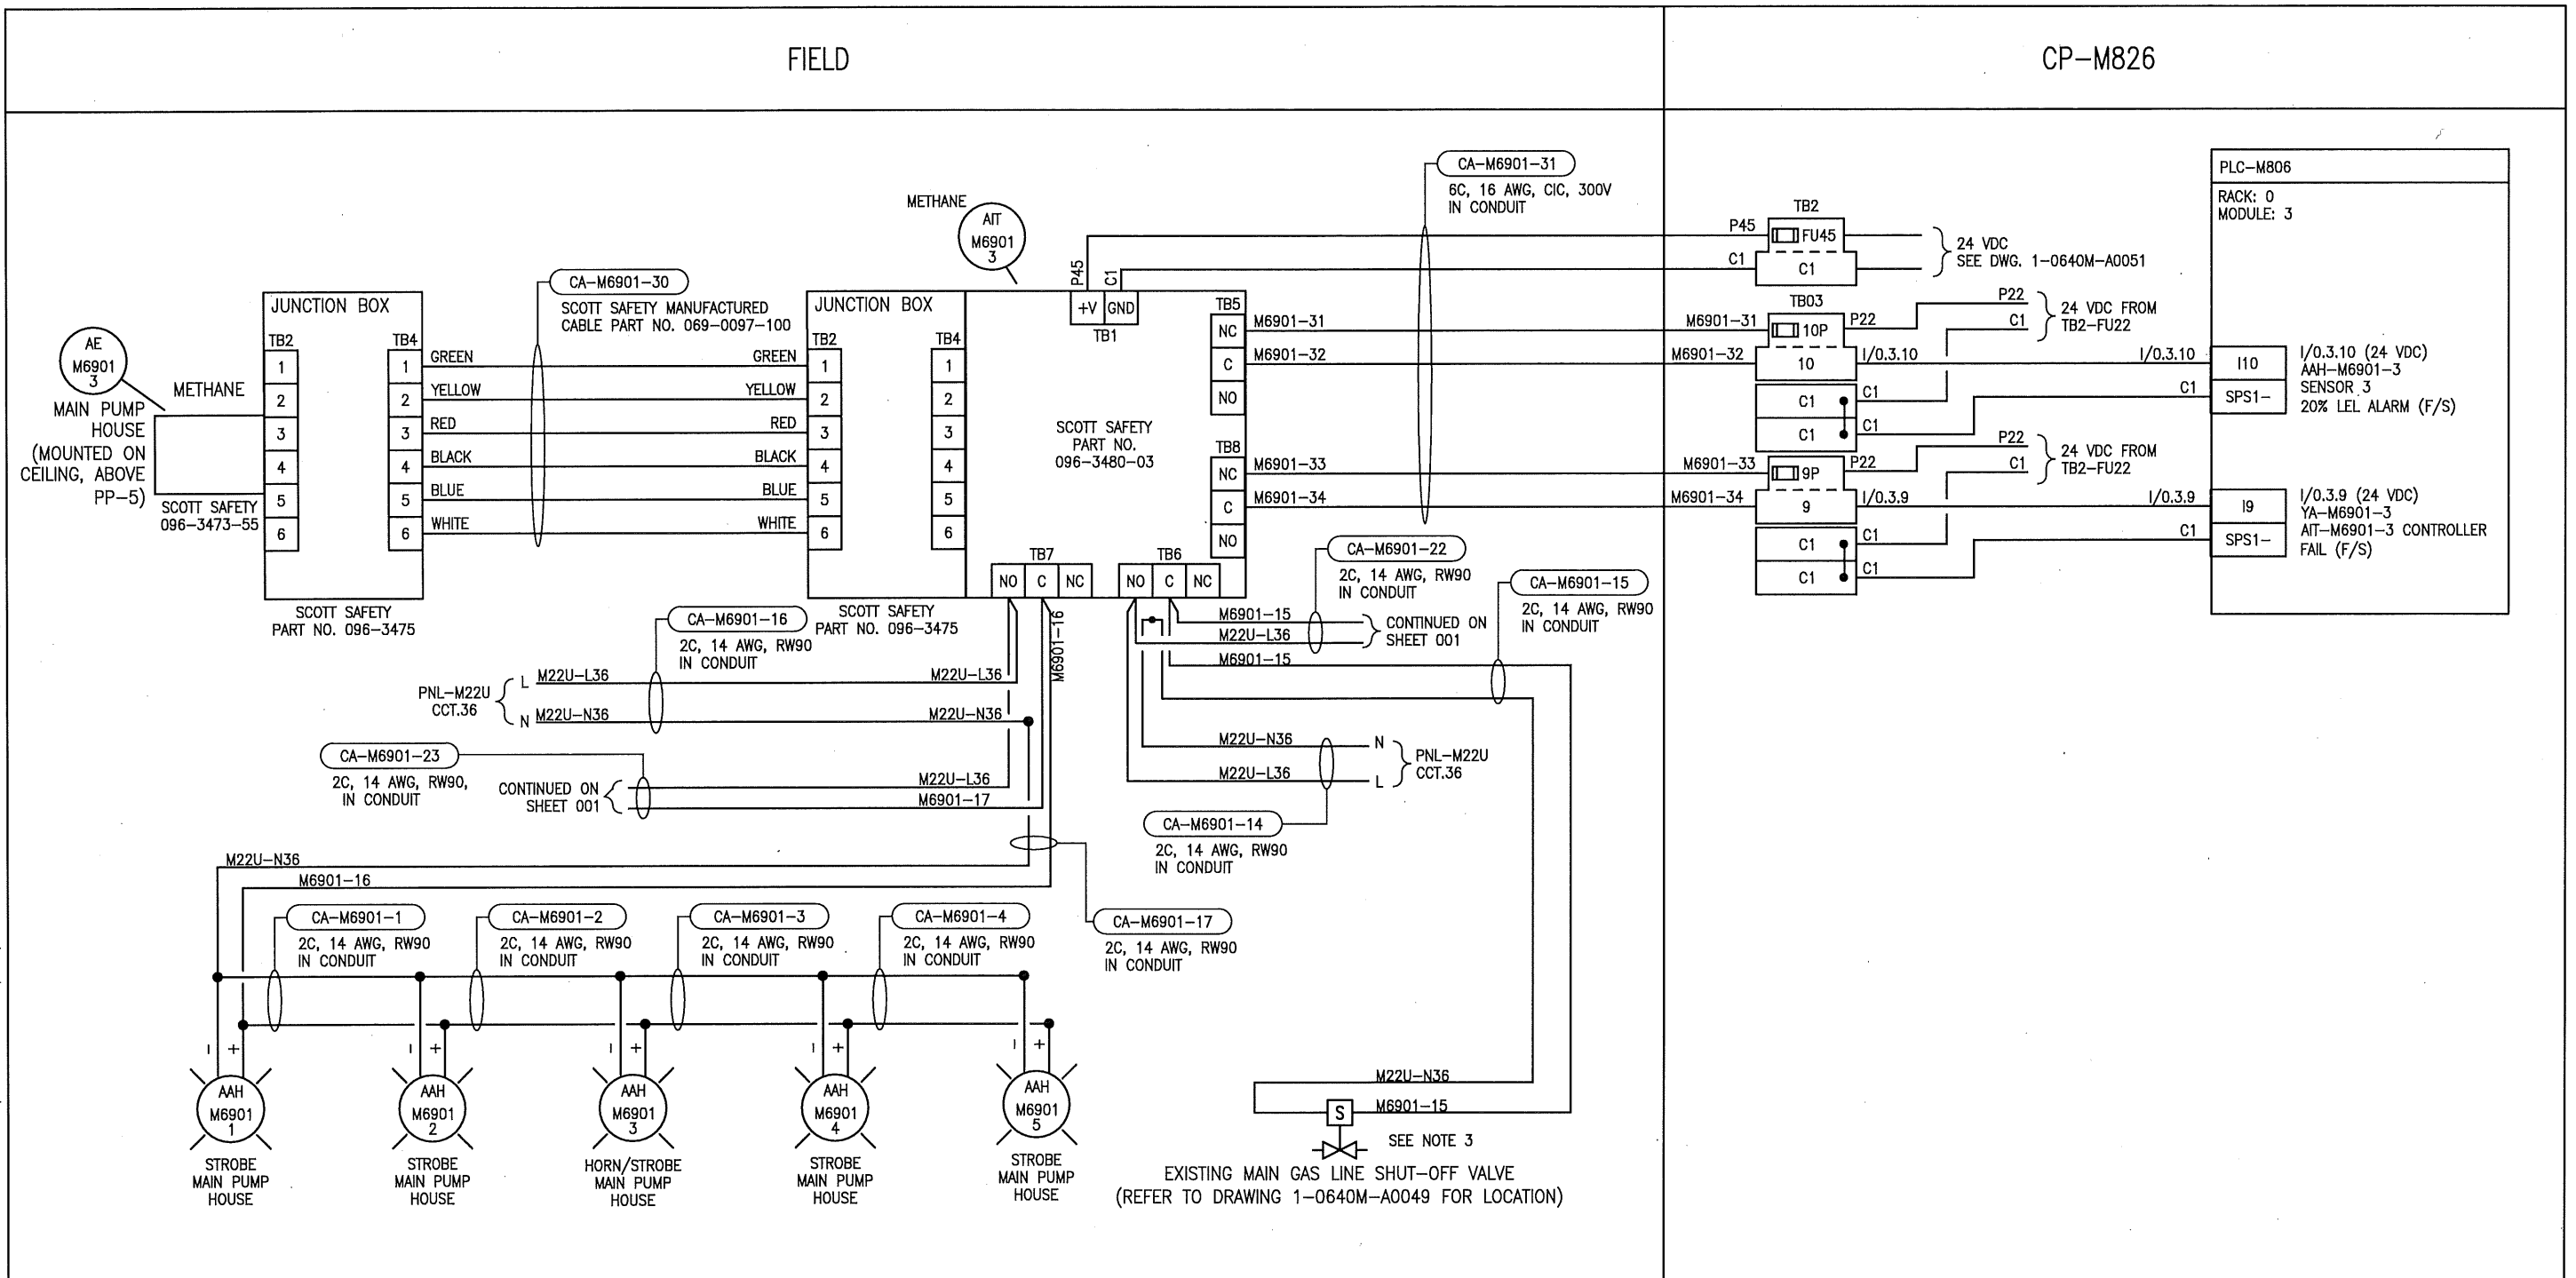 FIELD
CP-M826
CA-M6901-31
6C, 16 AWG, CIC, 300V
IN CONDUIT
METHANE
AIT
M6901
3
P45
C1
+V
GND
TB1
P45
C1
TB2
FU45
C1
24 VDC
SEE DWG. 1-0640M-A0051
PLC-M806
RACK: 0
MODULE: 3
AE
M6901
3
METHANE
MAIN PUMP
HOUSE
(MOUNTED ON
CEILING, ABOVE
PP-5)
SCOTT SAFETY
096-3473-55
JUNCTION BOX
TB2
1
2
3
4
5
6
TB4
1
2
3
4
5
6
SCOTT SAFETY
PART NO. 096-3475
CA-M6901-30
SCOTT SAFETY MANUFACTURED
CABLE PART NO. 069-0097-100
GREEN
GREEN
YELLOW
YELLOW
RED
RED
BLACK
BLACK
BLUE
BLUE
WHITE
WHITE
JUNCTION BOX
TB2
1
2
3
4
5
6
TB4
1
2
3
4
5
6
SCOTT SAFETY
PART NO. 096-3475
SCOTT SAFETY
PART NO.
096-3480-03
TB5
NC
C
NO
TB8
NC
C
NO
TB7
NO
C
NC
TB6
NO
C
NC
M6901-31
M6901-31
M6901-32
M6901-32
M6901-33
M6901-33
M6901-34
M6901-34
TB03
10P
10
C1
C1
P22
P22
C1
24 VDC FROM
TB2-FU22
I/0.3.10
I/0.3.10
C1
C1
C1
I10
SPS1-
I/0.3.10 (24 VDC)
AAH-M6901-3
SENSOR 3
20% LEL ALARM (F/S)
9P
9
C1
C1
P22
P22
C1
24 VDC FROM
TB2-FU22
I/0.3.9
I/0.3.9
C1
C1
C1
I9
SPS1-
I/0.3.9 (24 VDC)
YA-M6901-3
AIT-M6901-3 CONTROLLER
FAIL (F/S)
CA-M6901-22
2C, 14 AWG, RW90
IN CONDUIT
CA-M6901-15
2C, 14 AWG, RW90
IN CONDUIT
M6901-15
M22U-L36
CONTINUED ON
SHEET 001
M6901-15
CA-M6901-16
2C, 14 AWG, RW90
IN CONDUIT
M6901-16
PNL-M22U
CCT.36
L
M22U-L36
M22U-L36
N
M22U-N36
M22U-N36
CA-M6901-23
2C, 14 AWG, RW90,
IN CONDUIT
CONTINUED ON
SHEET 001
M22U-L36
M6901-17
M22U-N36
N
M22U-L36
L
PNL-M22U
CCT.36
CA-M6901-14
2C, 14 AWG, RW90
IN CONDUIT
M22U-N36
M6901-16
CA-M6901-1
2C, 14 AWG, RW90
IN CONDUIT
CA-M6901-2
2C, 14 AWG, RW90
IN CONDUIT
CA-M6901-3
2C, 14 AWG, RW90
IN CONDUIT
CA-M6901-4
2C, 14 AWG, RW90
IN CONDUIT
CA-M6901-17
2C, 14 AWG, RW90
IN CONDUIT
- +
AAH
M6901
1
STROBE
MAIN PUMP
HOUSE
- +
AAH
M6901
2
STROBE
MAIN PUMP
HOUSE
- +
AAH
M6901
3
HORN/STROBE
MAIN PUMP
HOUSE
- +
AAH
M6901
4
STROBE
MAIN PUMP
HOUSE
- +
AAH
M6901
5
STROBE
MAIN PUMP
HOUSE
M22U-N36
M6901-15
S
SEE NOTE 3
EXISTING MAIN GAS LINE SHUT-OFF VALVE
(REFER TO DRAWING 1-0640M-A0049 FOR LOCATION)